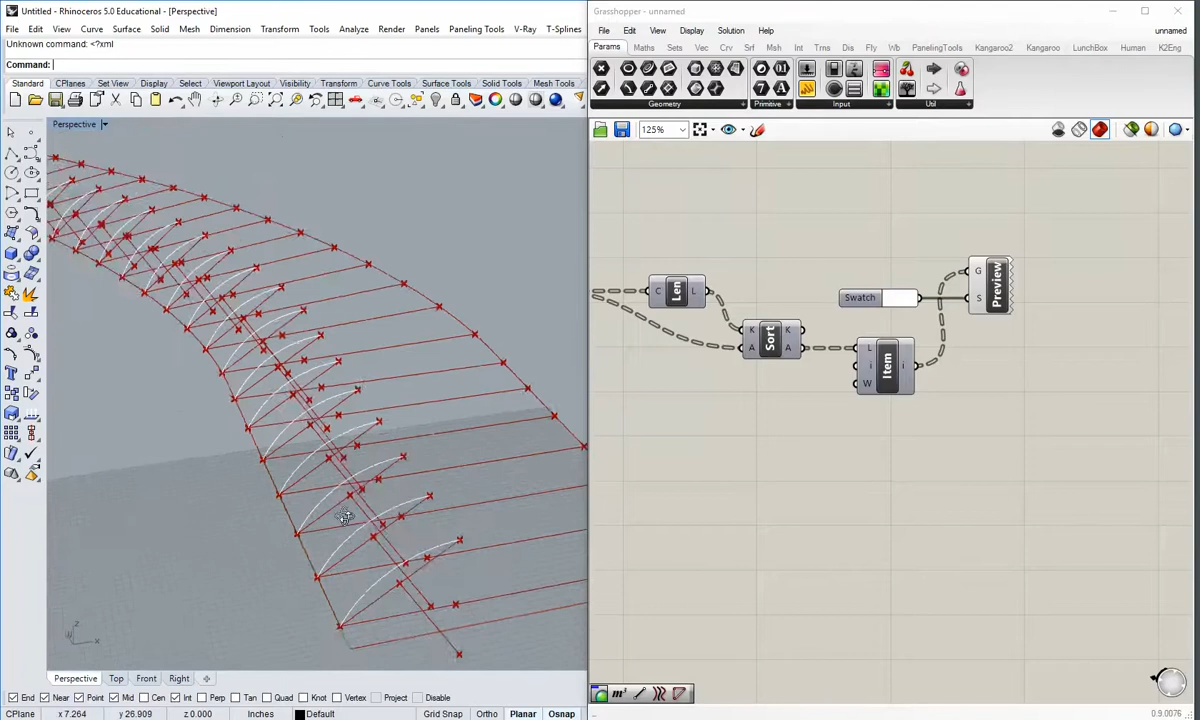 Untitled - Rhinoceros 5.0 Educational - [Perspective]
File Edit View Curve Surface Solid Mesh Dimension Transform Tools Analyze Render Panels Paneling Tools V-Ray T-Splines
Unknown command: <?xml
Command:
Standard CPlanes Set View Display Select Viewport Layout Visibility Transform Curve Tools Surface Tools Solid Tools Mesh Tools
Perspective
z
x
Perspective Top Front Right
End Near Point Mid Cen Int Perp Tan Quad Knot Vertex Project Disable
CPlane x 7.264 y 26.909 z 0.000 Inches Default Grid Snap Ortho Planar Osnap
Grasshopper - unnamed
File Edit View Display Solution Help unnamed
Params Maths Sets Vec Crv Srf Msh Int Trns Dis Fly Wb PanelingTools Kangaroo2 Kangaroo LunchBox Human K2Eng
Geometry Primitive Input Util
125%
C Len L
K Sort K
A A
L Item i
i
W
Swatch
G Preview
S
0.9.0076